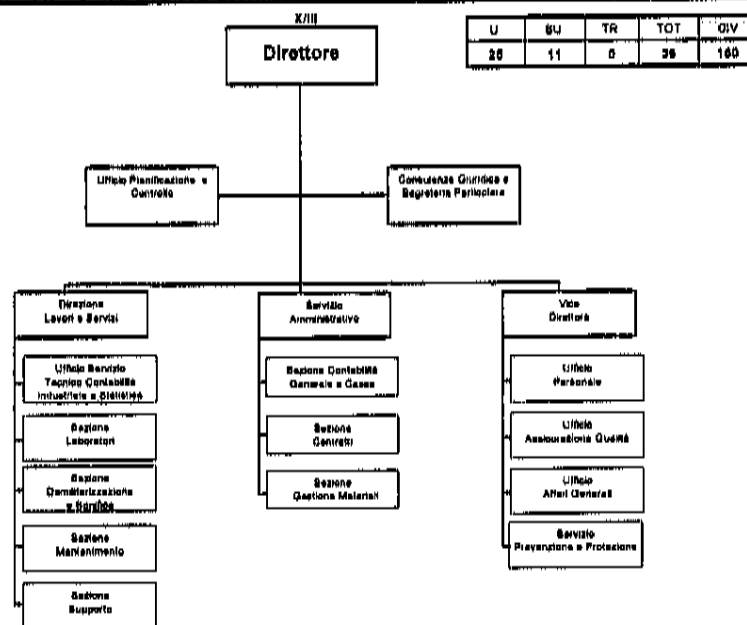 X/III
Direttore
U SU TR TOT CIV
25 11 0 36 160
Ufficio Pianificazione e
Controllo
Consulenza Giuridica e
Segreteria Particolare
Direzione
Lavori e Servizi
Servizio
Amministrativo
Vice
Direttore
Ufficio Servizio
Tecnico Contabilità
Industriale e Statistica
Sezione Contabilità
Generale e Cassa
Ufficio
Personale
Sezione
Laboratori
Sezione
Contratti
Ufficio
Assicurazione Qualità
Sezione
Demilitarizzazione
e Bonifica
Sezione
Gestione Materiali
Ufficio
Affari Generali
Sezione
Mantenimento
Servizio
Prevenzione e Protezione
Sezione
Supporto